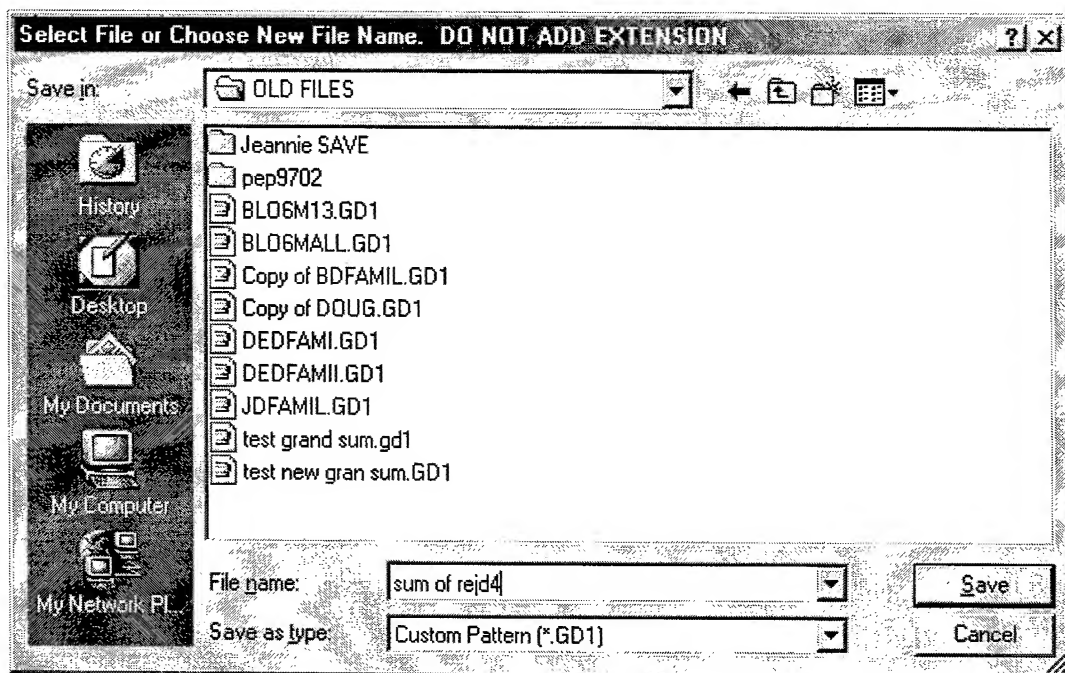 Select File or Choose New File Name. DO NOT ADD EXTENSION
Save in:
OLD FILES
History
Desktop
My Documents
My Computer
My Network Pl...
Jeannie SAVE
pep9702
BLO6M13.GD1
BLO6MALL.GD1
Copy of BDFAMIL.GD1
Copy of DOUG.GD1
DEDFAMI.GD1
DEDFAMII.GD1
JDFAMIL.GD1
test grand sum.gd1
test new gran sum.GD1
File name:
sum of rejd4
Save
Save as type:
Custom Pattern (*.GD1)
Cancel